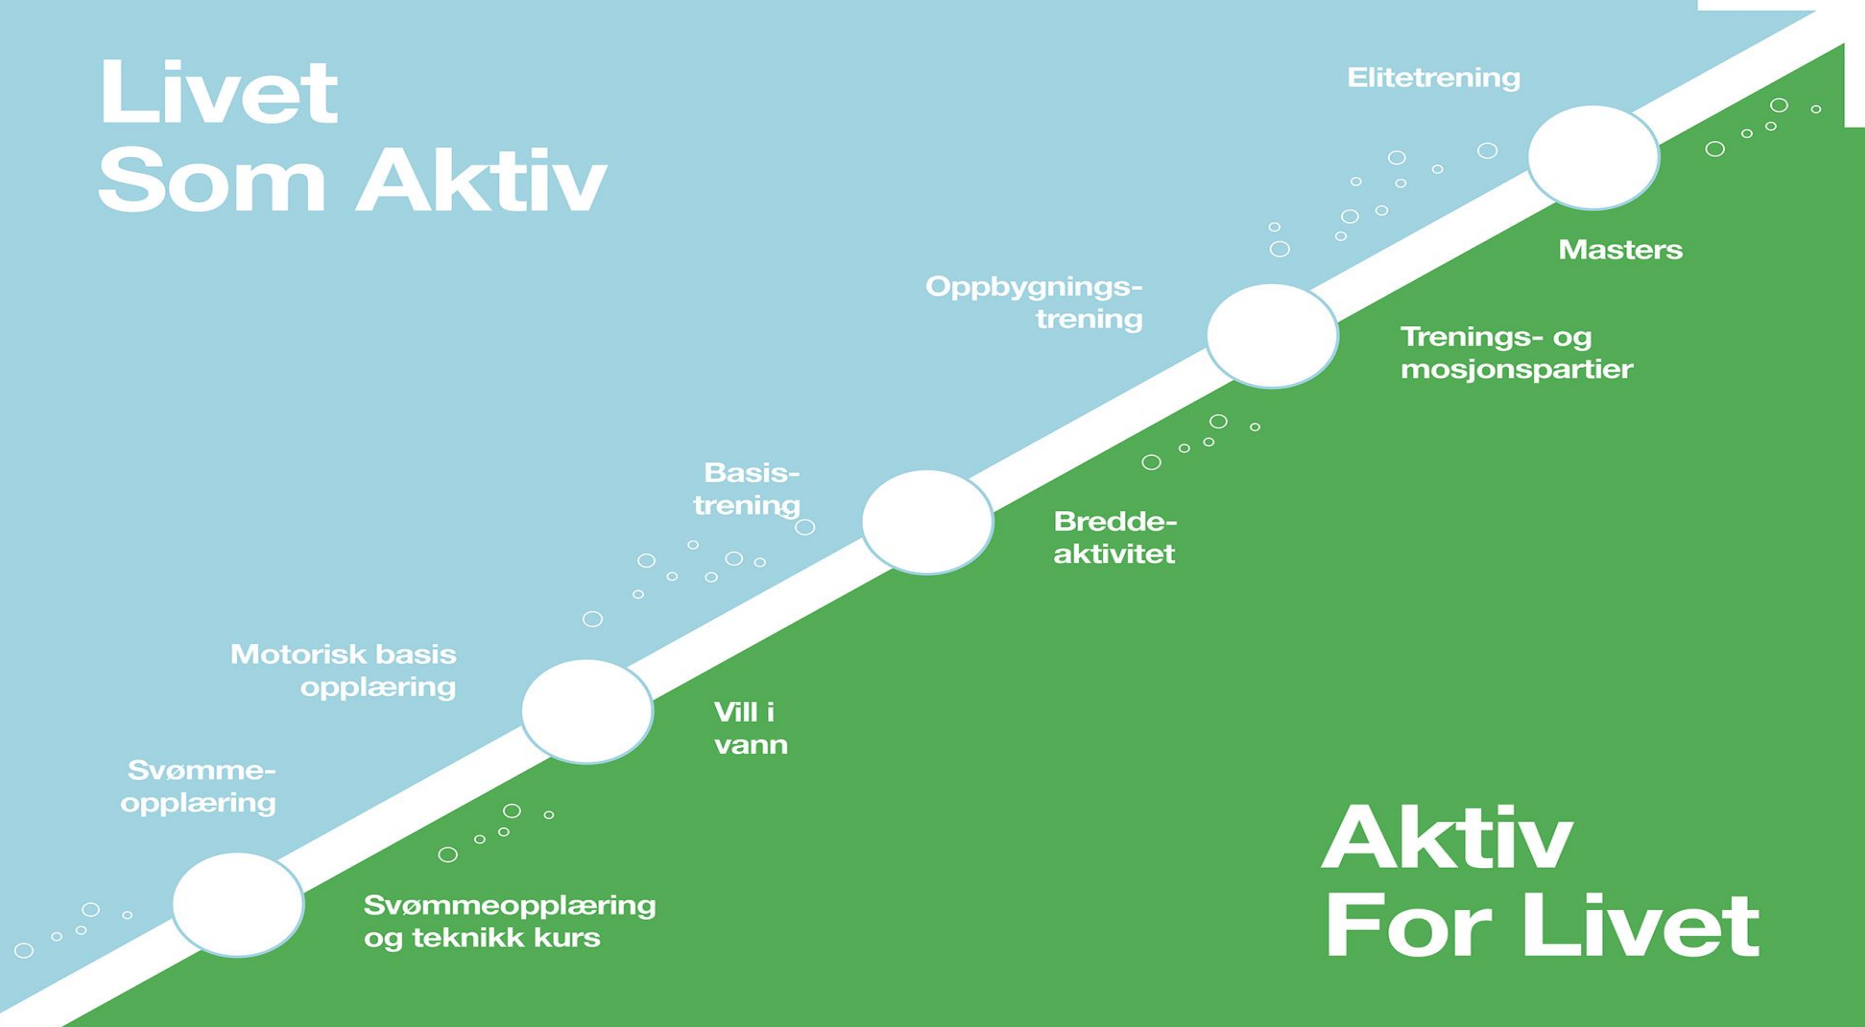 Livet
Som Aktiv
Elitetrening
Masters
Oppbygnings-
trening
Trenings- og
mosjonspartier
Basis-
trening
Bredde-
aktivitet
Motorisk basis
opplæring
Vill i
vann
Svømme-
opplæring
Svømmeopplæring
og teknikk kurs
Aktiv
For Livet